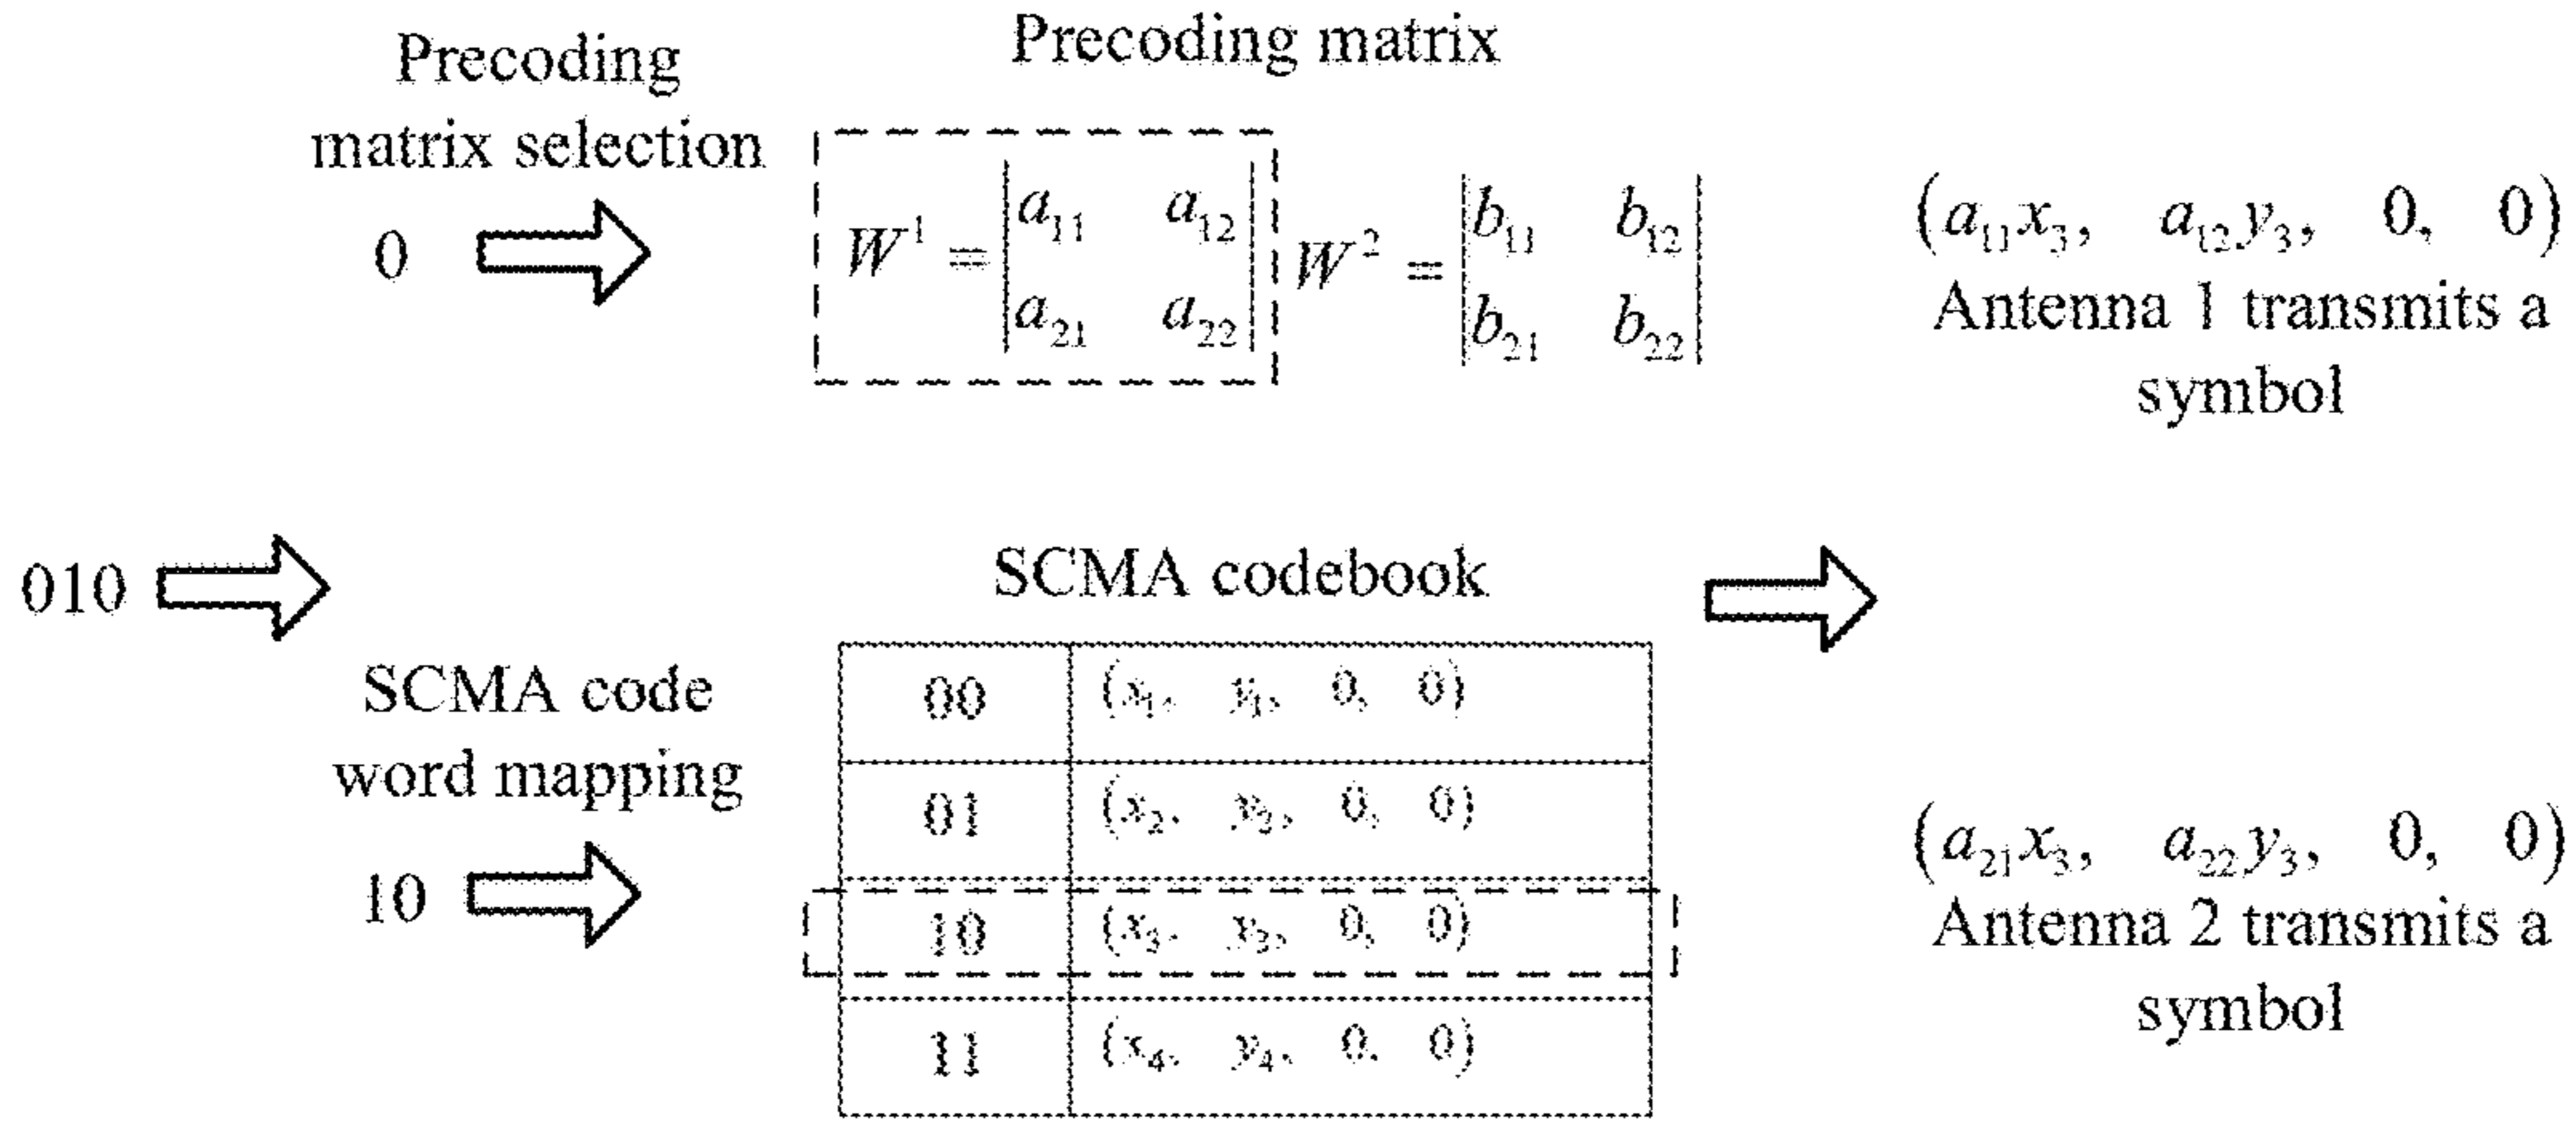 Precoding
matrix selection
0
Precoding matrix
W¹ = |a₁₁ a₁₂|
|a₂₁ a₂₂|
W² = |b₁₁ b₁₂|
|b₂₁ b₂₂|
(a₁₁x₃, a₁₂y₃, 0, 0)
Antenna 1 transmits a
symbol
010
SCMA code
word mapping
10
SCMA codebook
00 (x₁, y₁, 0, 0)
01 (x₂, y₂, 0, 0)
10 (x₃, y₃, 0, 0)
11 (x₄, y₄, 0, 0)
(a₂₁x₃, a₂₂y₃, 0, 0)
Antenna 2 transmits a
symbol